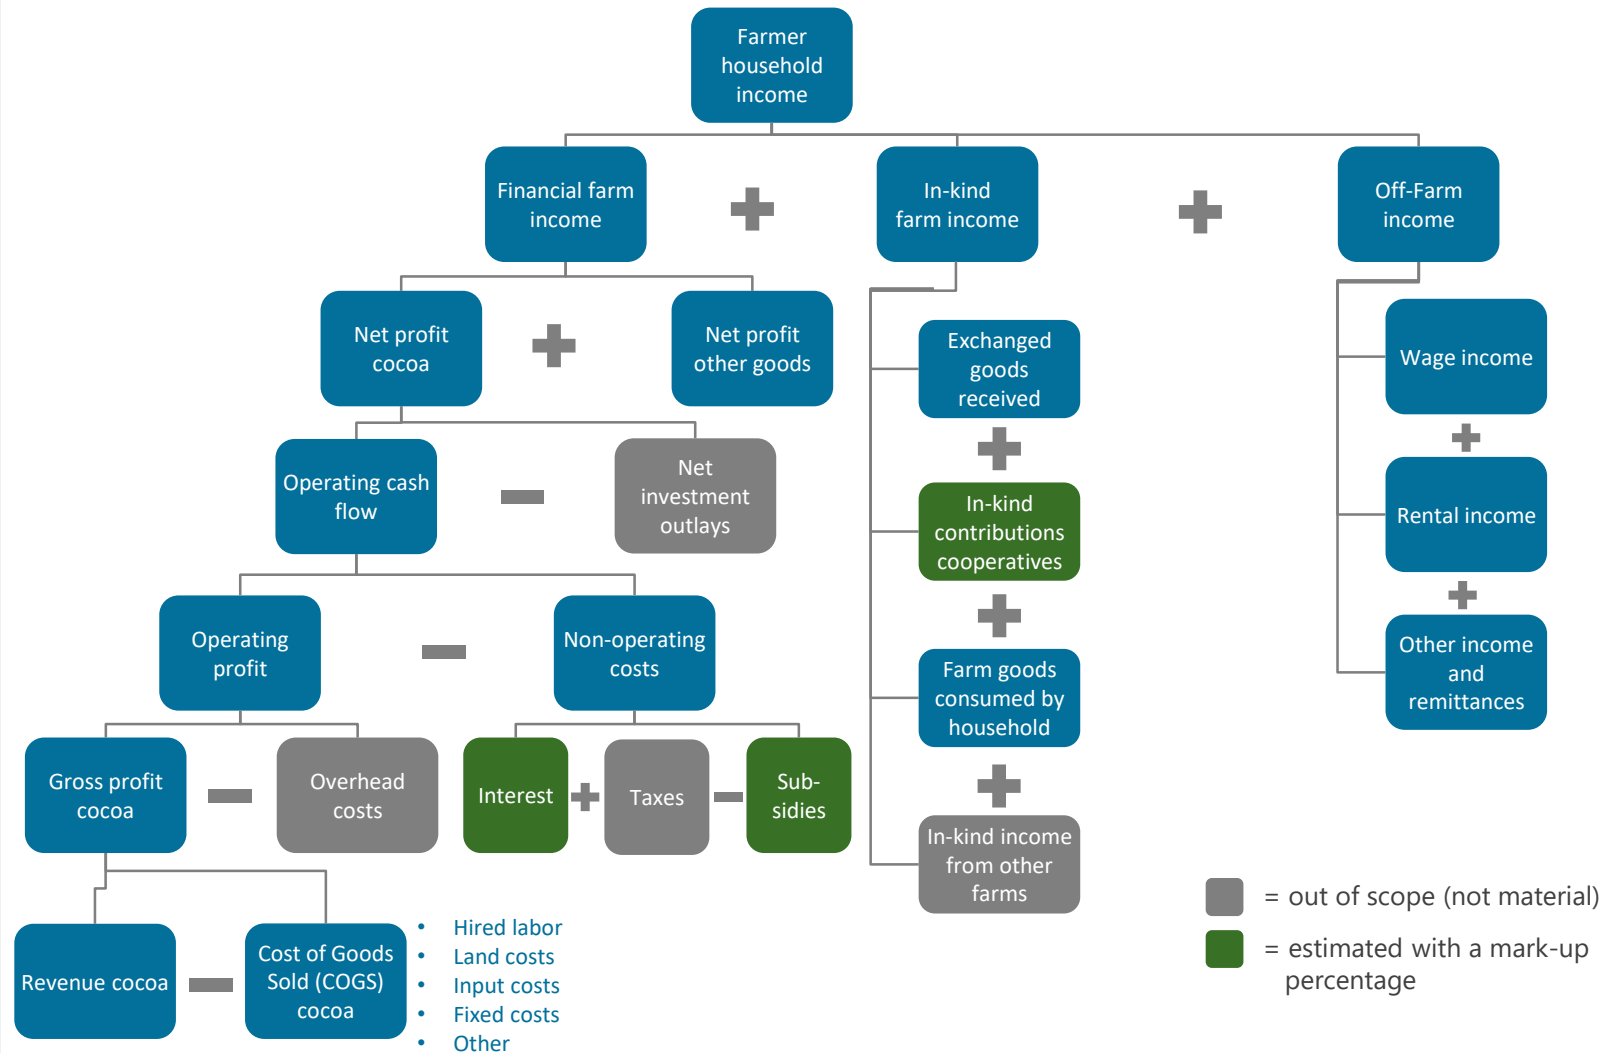 Farmer
household
income
Financial farm
income
In-kind
farm income
Off-Farm
income
Net profit
cocoa
Net profit
other goods
Exchanged
goods
received
Wage income
Operating cash
flow
Net
investment
outlays
In-kind
contributions
cooperatives
Rental income
Operating
profit
Non-operating
costs
Farm goods
consumed by
household
Other income
and
remittances
Gross profit
cocoa
Overhead
costs
Interest
Taxes
Sub-
sidies
In-kind income
from other
farms
Revenue cocoa
Cost of Goods
Sold (COGS)
cocoa
• Hired labor
• Land costs
• Input costs
• Fixed costs
• Other
= out of scope (not material)
= estimated with a mark-up
percentage